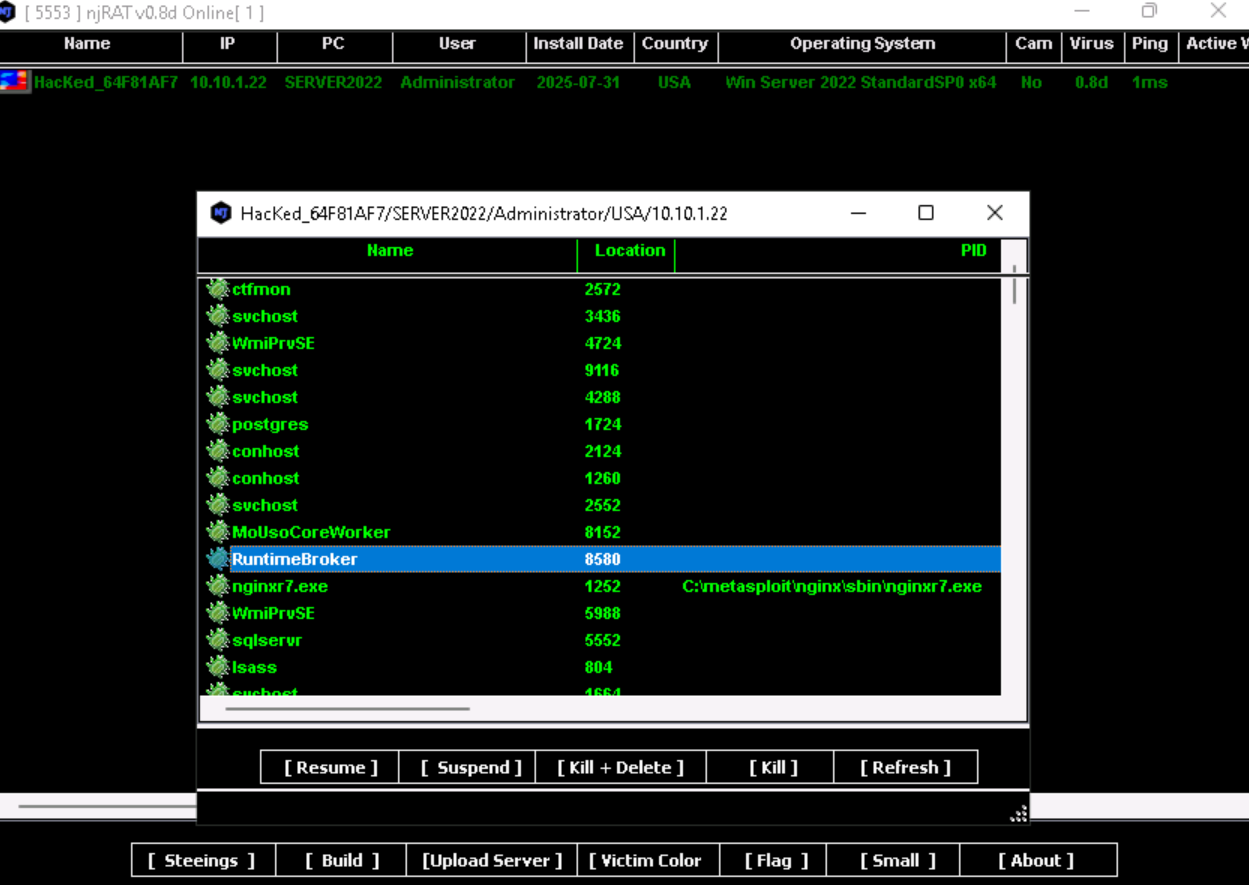 [ 5553 ] njRAT v0.8d Online[ 1 ]
Name IP PC User Install Date Country Operating System Cam Virus Ping Active
HacKed_64F81AF7 10.10.1.22 SERVER2022 Administrator 2025-07-31 USA Win Server 2022 StandardSP0 x64 No 0.8d 1ms
HacKed_64F81AF7/SERVER2022/Administrator/USA/10.10.1.22
Name Location PID
ctfmon 2572
svchost 3436
WmiPrvSE 4724
svchost 9116
svchost 4288
postgres 1724
conhost 2124
conhost 1260
svchost 2552
MoUsoCoreWorker 8152
RuntimeBroker 8580
nginxr7.exe 1252 C:\metasploit\nginx\sbin\nginxr7.exe
WmiPrvSE 5988
sqlservr 5552
lsass 804
svchost 1664
[ Resume ] [ Suspend ] [ Kill + Delete ] [ Kill ] [ Refresh ]
[ Steeings ] [ Build ] [Upload Server ] [ Victim Color [ Flag ] [ Small ] [ About ]